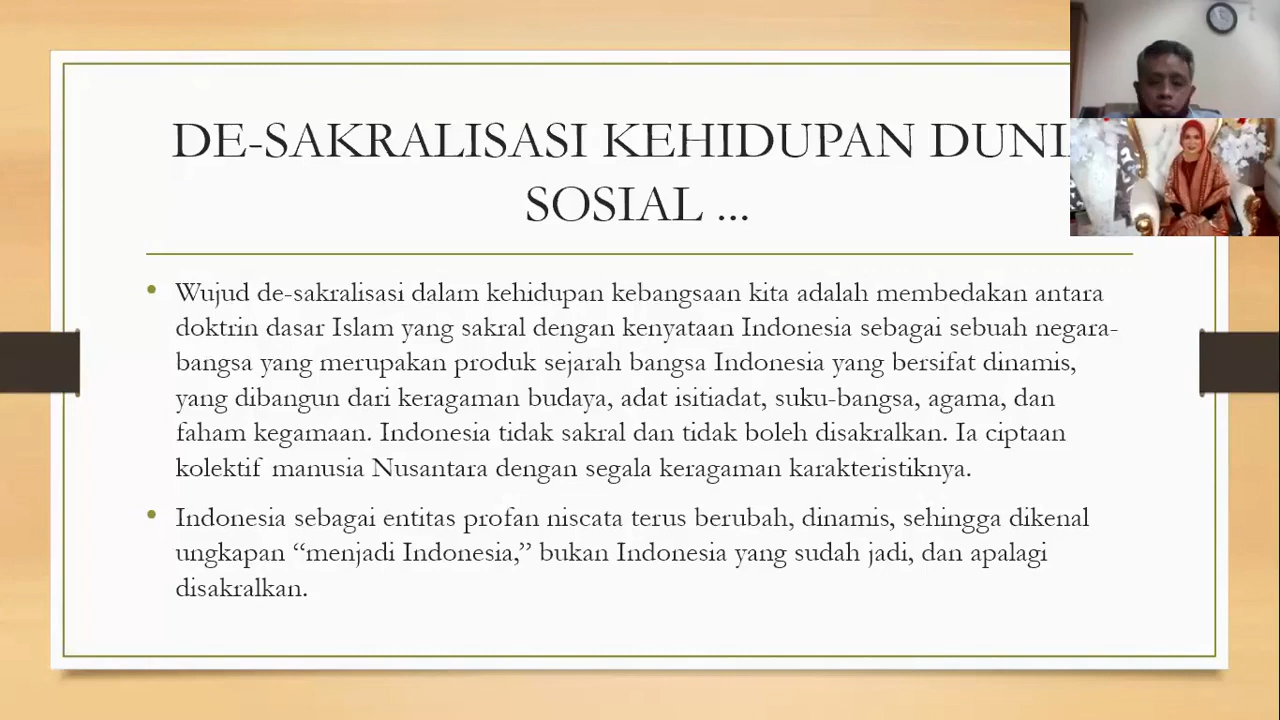 DE-SAKRALISASI KEHIDUPAN
SOSIAL ...
• Wujud de-sakralisasi dalam kehidupan kebangsaan kita adalah membedakan antara
doktrin dasar Islam yang sakral dengan kenyataan Indonesia sebagai sebuah negara-
bangsa yang merupakan produk sejarah bangsa Indonesia yang bersifat dinamis,
yang dibangun dari keragaman budaya, adat isitiadat, suku-bangsa, agama, dan
faham kegamaan. Indonesia tidak sakral dan tidak boleh disakralkan. Ia ciptaan
kolektif manusia Nusantara dengan segala keragaman karakteristiknya.
• Indonesia sebagai entitas profan niscata terus berubah, dinamis, sehingga dikenal
ungkapan “menjadi Indonesia,” bukan Indonesia yang sudah jadi, dan apalagi
disakralkan.